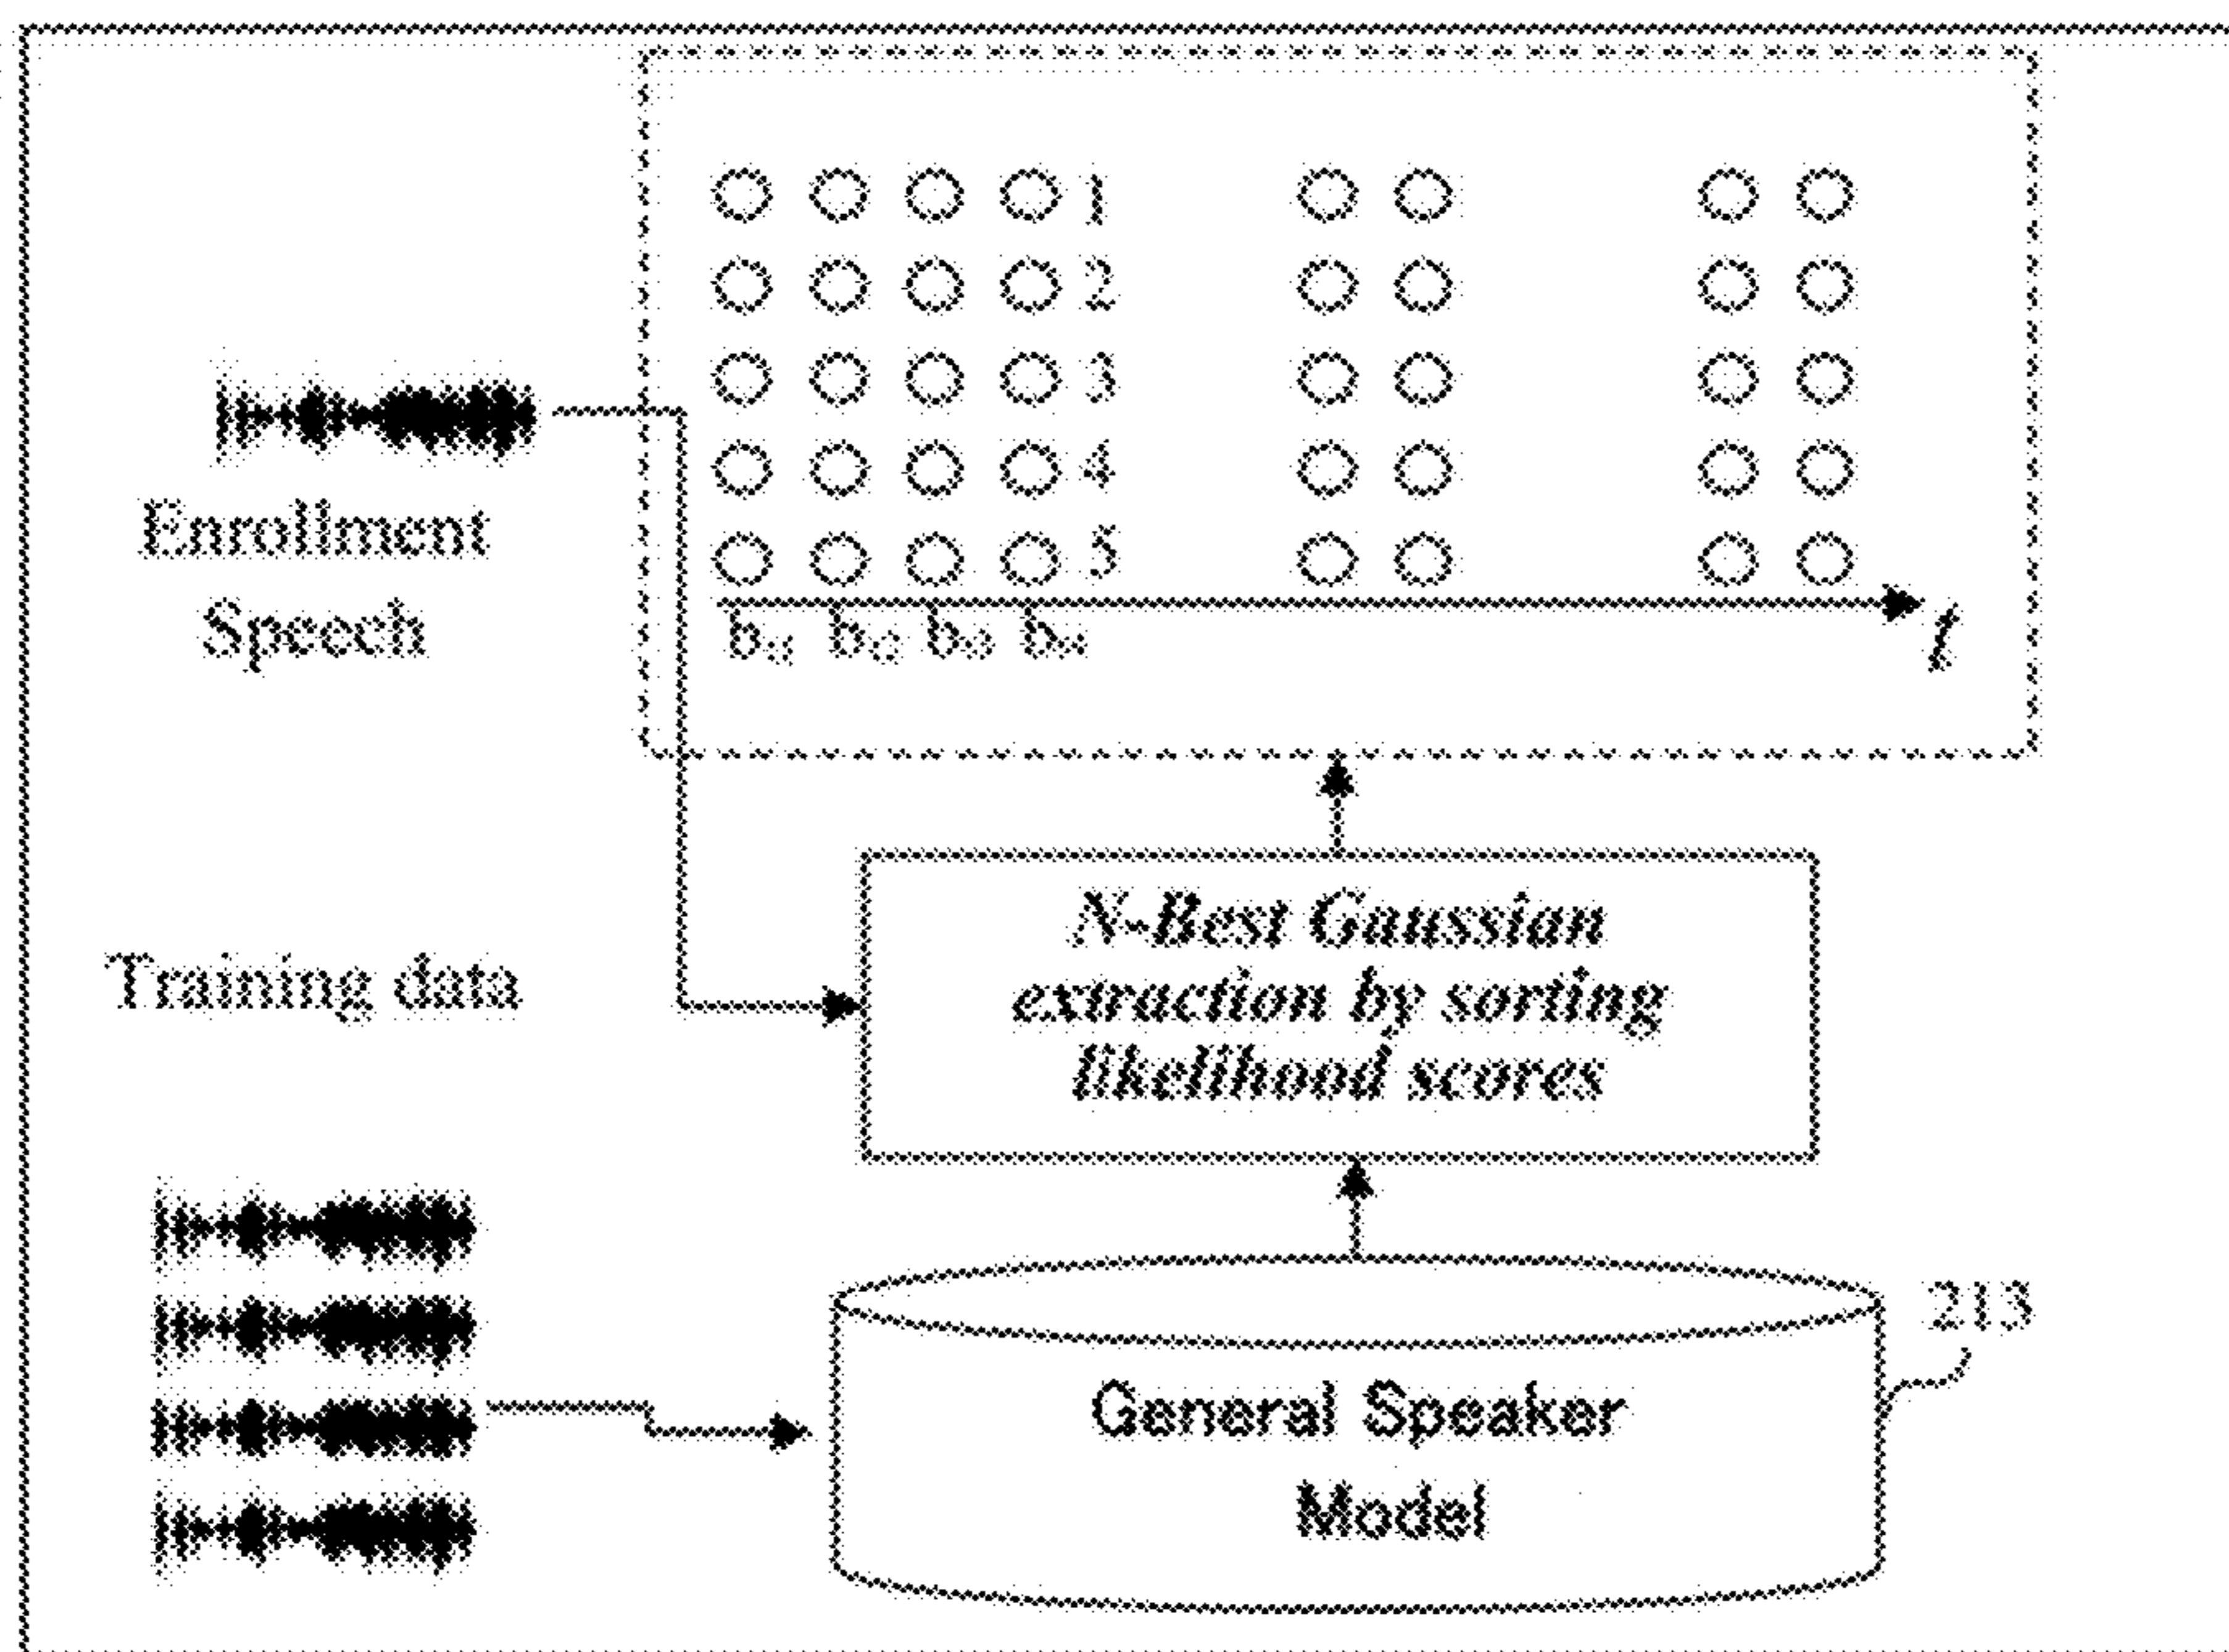 1
2
3
4
5
t
Enrollment
Speech
N-Best Gaussian
extraction by sorting
likelihood scores
Training data
213
General Speaker
Model